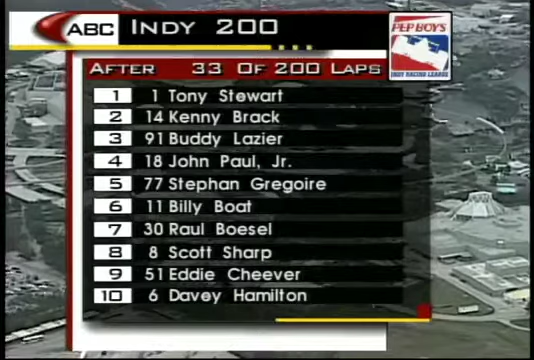 ABC INDY 200
PEP BOYS
INDY RACING LEAGUE
AFTER 33 OF 200 LAPS
1 1 Tony Stewart
2 14 Kenny Brack
3 91 Buddy Lazier
4 18 John Paul, Jr.
5 77 Stephan Gregoire
6 11 Billy Boat
7 30 Raul Boesel
8 8 Scott Sharp
9 51 Eddie Cheever
10 6 Davey Hamilton